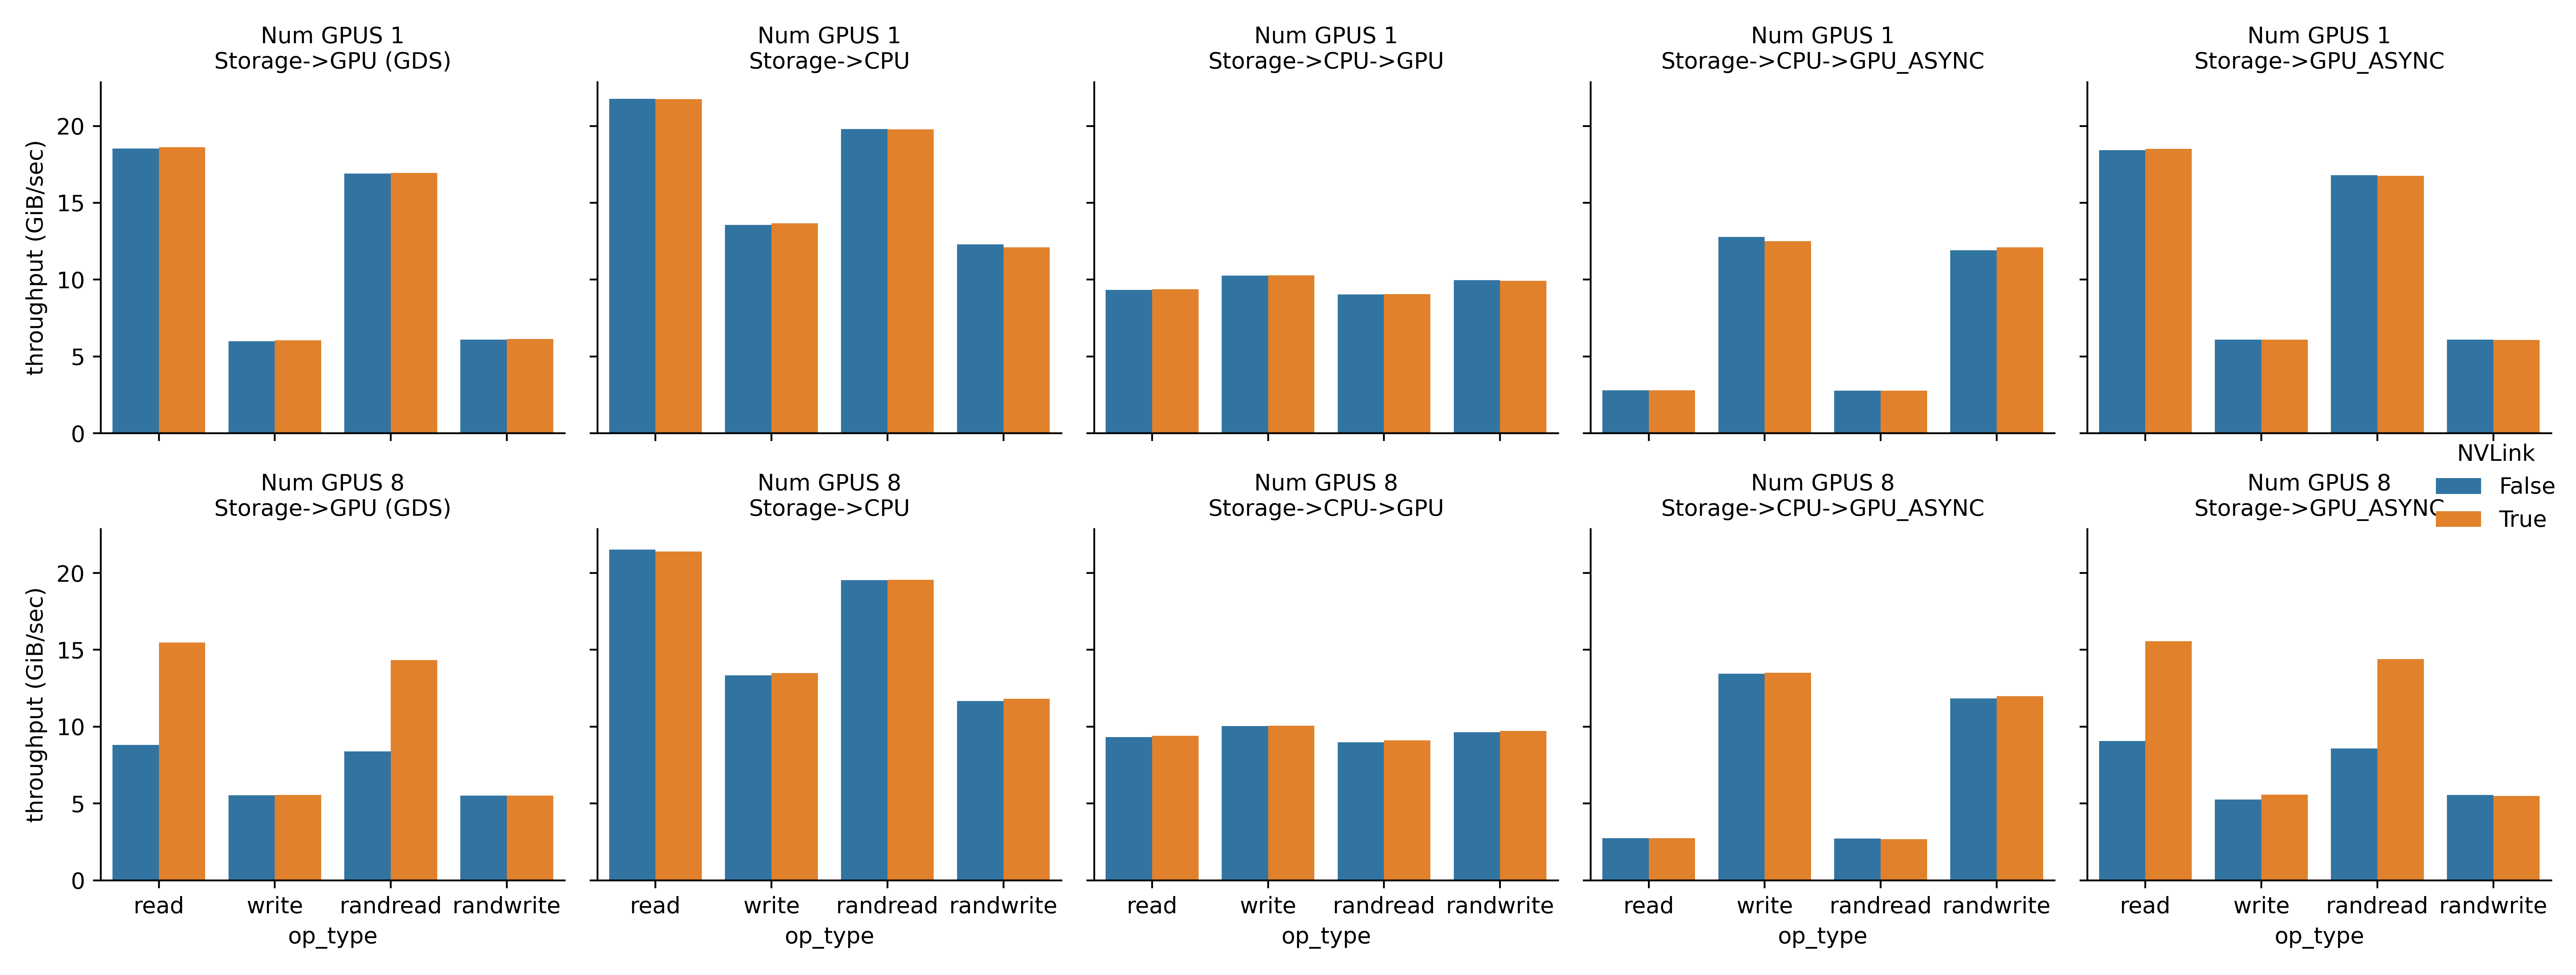 Num GPUS 1
Storage->GPU (GDS)
Num GPUS 1
Storage->CPU
Num GPUS 1
Storage->CPU->GPU
Num GPUS 1
Storage->CPU->GPU_ASYNC
Num GPUS 1
Storage->GPU_ASYNC
throughput (GiB/sec)
20
15
10
5
0
NVLink
False
True
Num GPUS 8
Storage->GPU (GDS)
Num GPUS 8
Storage->CPU
Num GPUS 8
Storage->CPU->GPU
Num GPUS 8
Storage->CPU->GPU_ASYNC
Num GPUS 8
Storage->GPU_ASYNC
throughput (GiB/sec)
20
15
10
5
0
read write randread randwrite
op_type
read write randread randwrite
op_type
read write randread randwrite
op_type
read write randread randwrite
op_type
read write randread randwrite
op_type